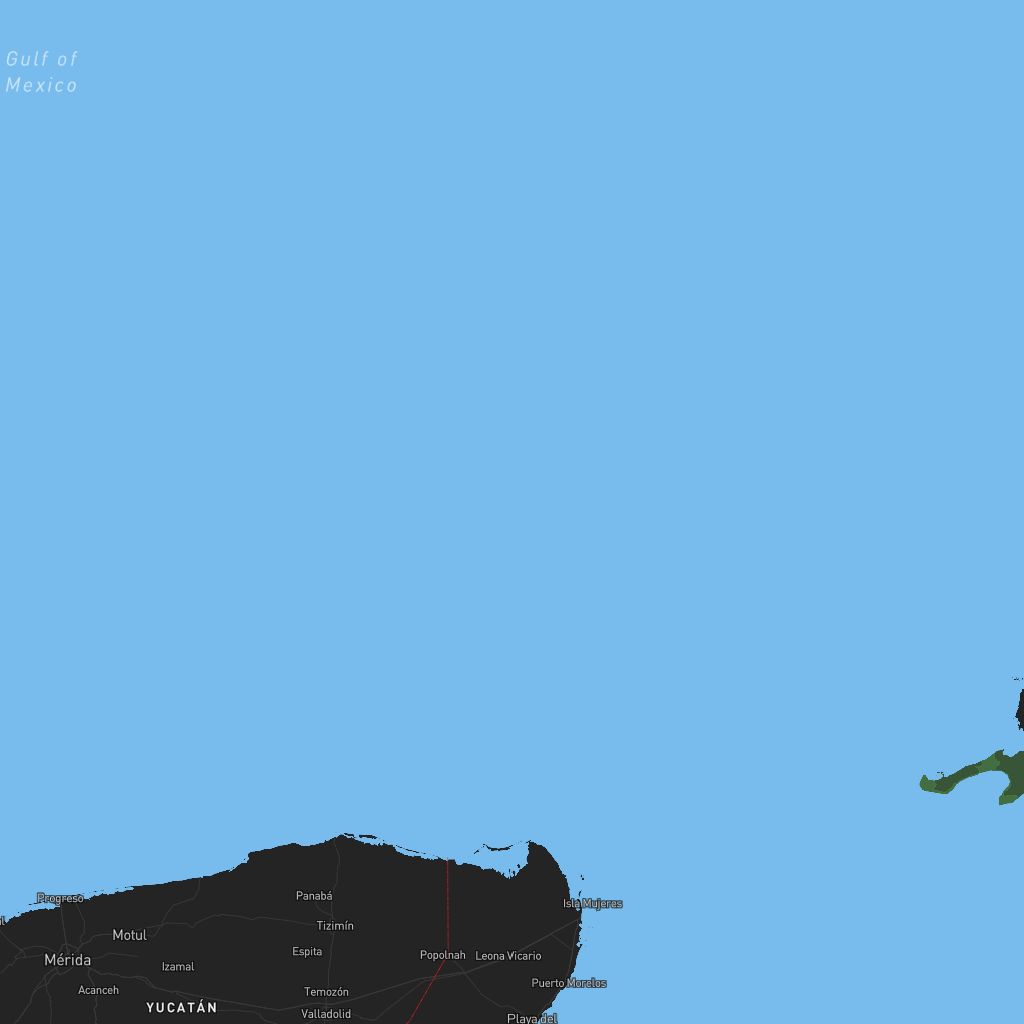 Gulf of
Mexico
Panabá
Progreso
Isla Mujeres
Tizimín
Motul
Espita
Popolnah
Leona Vicario
Mérida
Izamal
Puerto Morelos
Acanceh
Temozón
YUCATÁN
Valladolid
Playa del